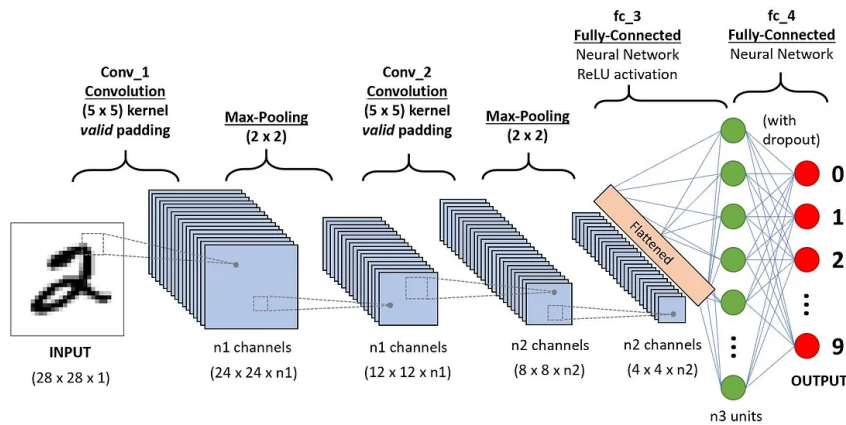 fc_3
Fully-Connected
Neural Network
ReLU activation
fc_4
Fully-Connected
Neural Network
Conv_1
Convolution
(5 x 5) kernel
valid padding
Max-Pooling
(2 x 2)
Conv_2
Convolution
(5 x 5) kernel
valid padding
Max-Pooling
(2 x 2)
(with
dropout)
Flattened
0
1
2
9
OUTPUT
2
INPUT
(28 x 28 x 1)
n1 channels
(24 x 24 x n1)
n1 channels
(12 x 12 x n1)
n2 channels
(8 x 8 x n2)
n2 channels
(4 x 4 x n2)
n3 units